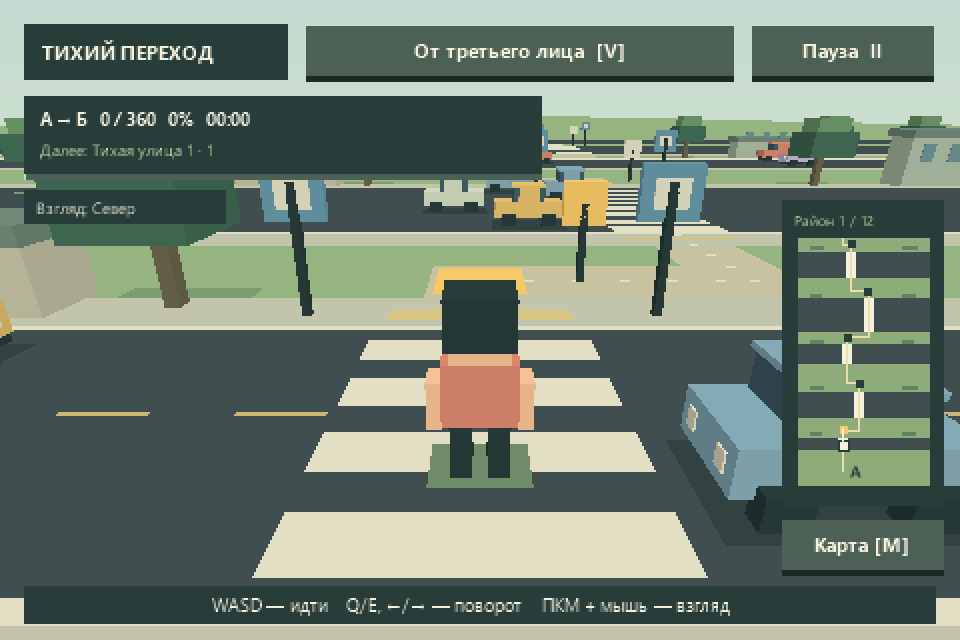 ТИХИЙ ПЕРЕХОД
От третьего лица [V]
Пауза II
А — Б 0 / 360 0% 00:00
Далее: Тихая улица 1 · 1
Взгляд: Север
Район 1 / 12
А
Карта [M]
WASD — идти Q/E, ←/→ — поворот ПКМ + мышь — взгляд